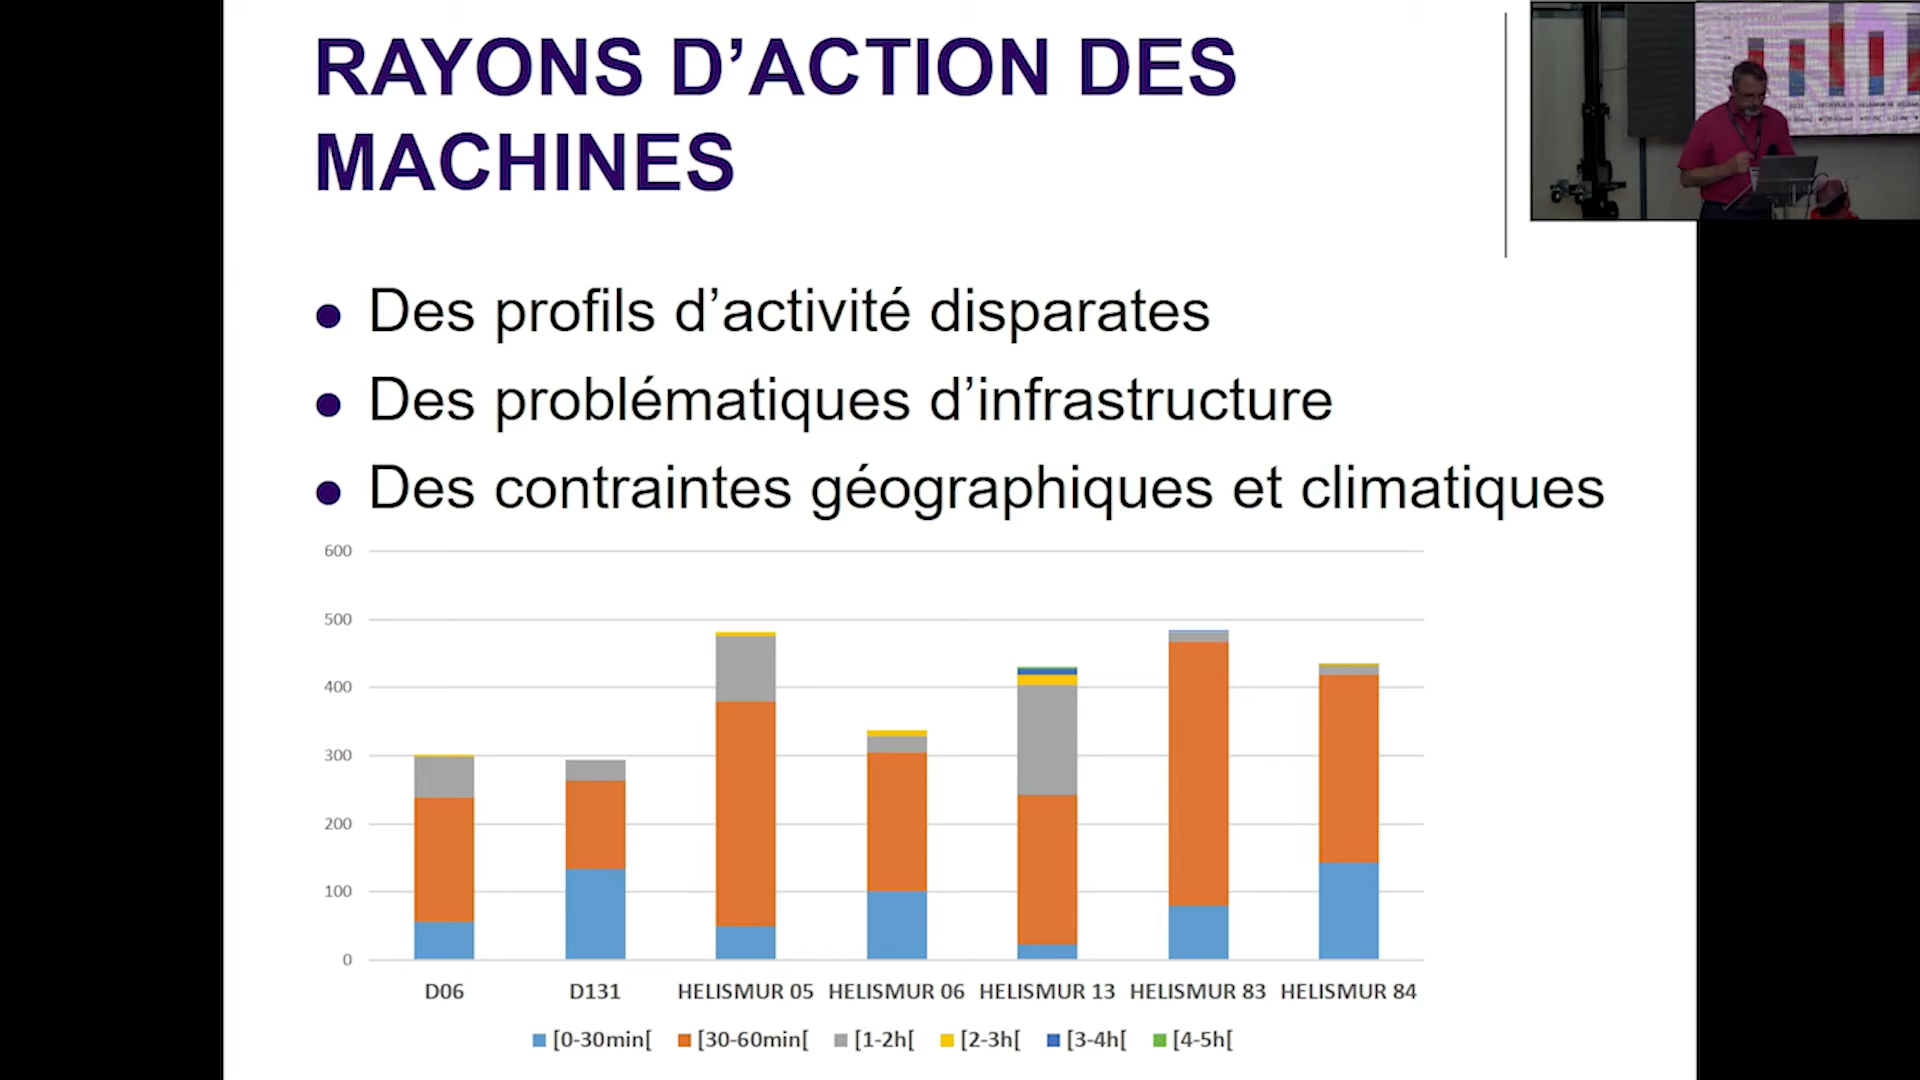 RAYONS D’ACTION DES
MACHINES
Des profils d’activité disparates
Des problématiques d’infrastructure
Des contraintes géographiques et climatiques
600
500
400
300
200
100
0
D06 D131 HELISMUR 05 HELISMUR 06 HELISMUR 13 HELISMUR 83 HELISMUR 84
[0-30min[ [30-60min[ [1-2h[ [2-3h[ [3-4h[ [4-5h[